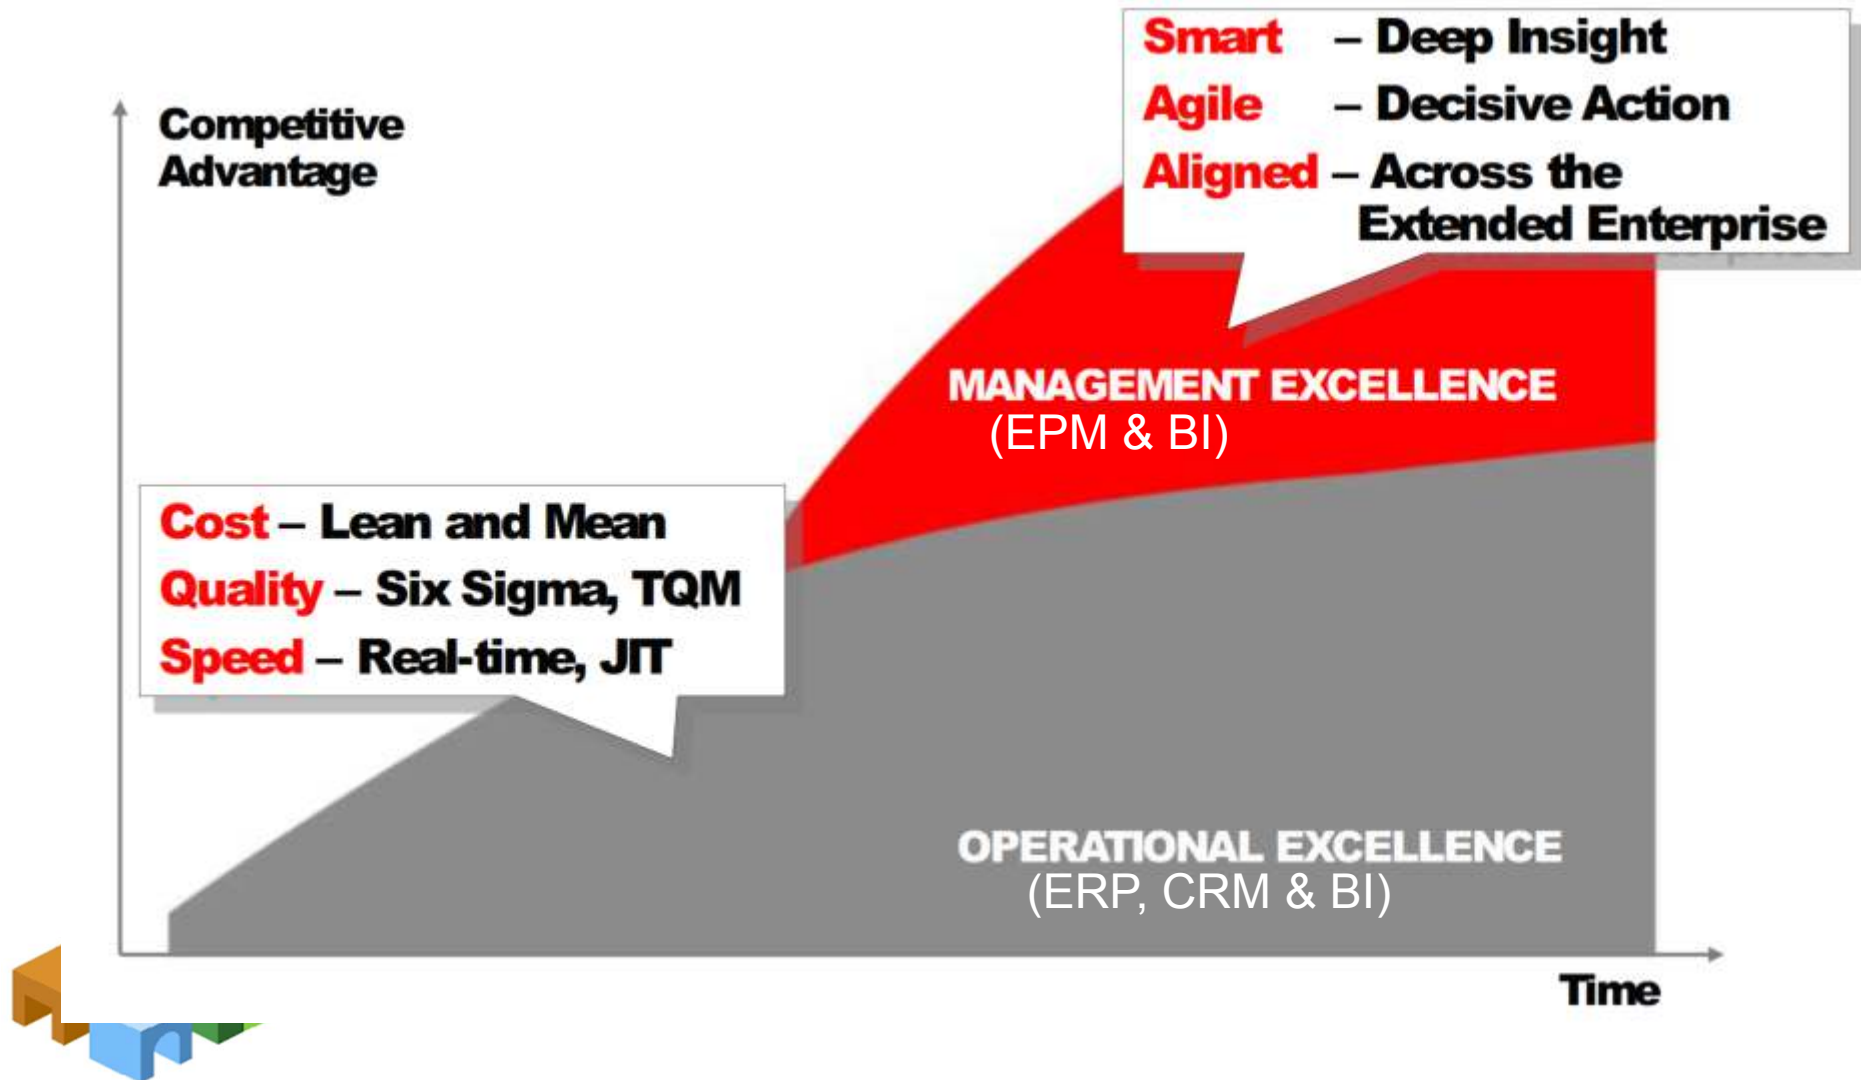 Smart – Deep Insight
Agile – Decisive Action
Aligned – Across the
Extended Enterprise
Competitive
Advantage
MANAGEMENT EXCELLENCE
(EPM & BI)
Cost – Lean and Mean
Quality – Six Sigma, TQM
Speed – Real-time, JIT
OPERATIONAL EXCELLENCE
(ERP, CRM & BI)
Time